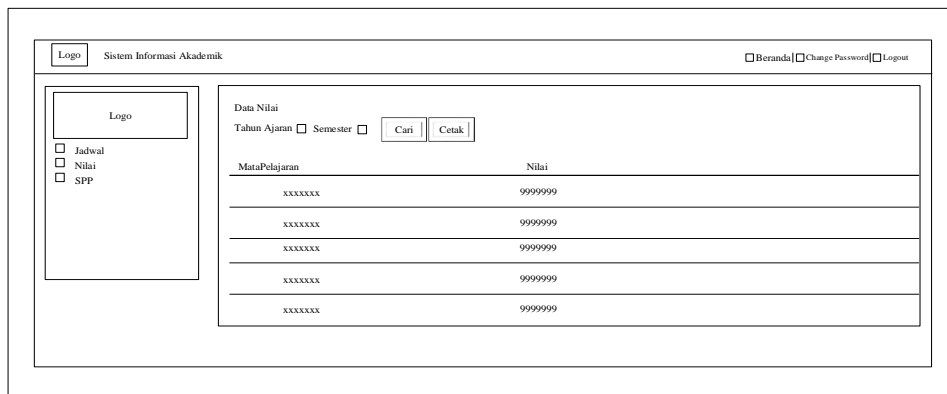 Logo Sistem Informasi Akademik Beranda| Change Password| Logout
Logo
Jadwal
Nilai
SPP
Data Nilai
Tahun Ajaran Semester Cari Cetak
MataPelajaran Nilai
xxxxxxx 9999999
xxxxxxx 9999999
xxxxxxx 9999999
xxxxxxx 9999999
xxxxxxx 9999999